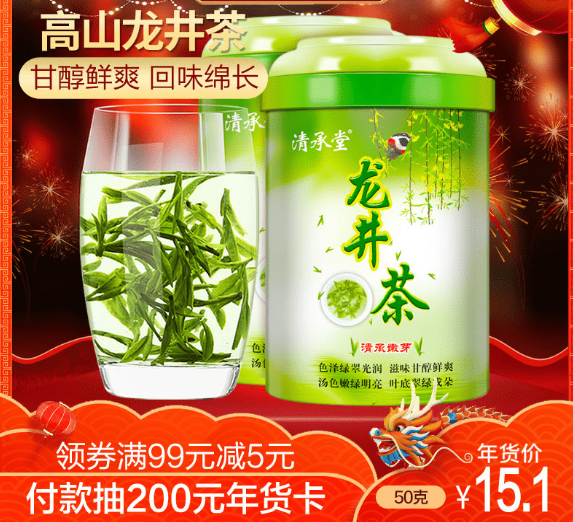 高山龙井茶
甘醇鲜爽 回味绵长
清承堂®
龙井茶
清承嫩芽
色泽绿翠光润 滋味甘醇鲜爽
汤色嫩绿明亮 叶底翠绿成朵
领券满99元减5元
付款抽200元年货卡
年货价
50克 ¥15.1